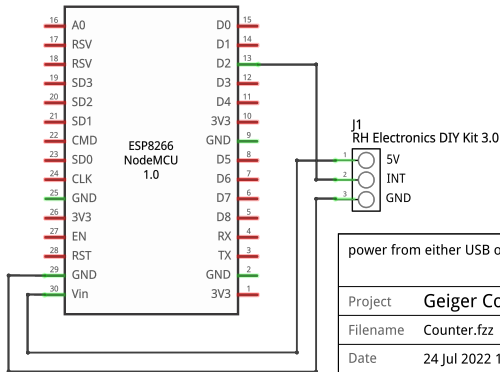 16 A0 D0 15
17 RSV D1 14
18 RSV D2 13
19 SD3 D3 12
20 SD2 D4 11
21 SD1 3V3 10
22 CMD GND 9
23 SD0 D5 8
24 CLK D6 7
25 GND D7 6
26 3V3 D8 5
27 EN RX 4
28 RST TX 3
29 GND GND 2
30 Vin 3V3 1
ESP8266
NodeMCU
1.0
J1
RH Electronics DIY Kit 3.0
1 5V
2 INT
3 GND
power from either USB o
Project Geiger Co
Filename Counter.fzz
Date 24 Jul 2022 1